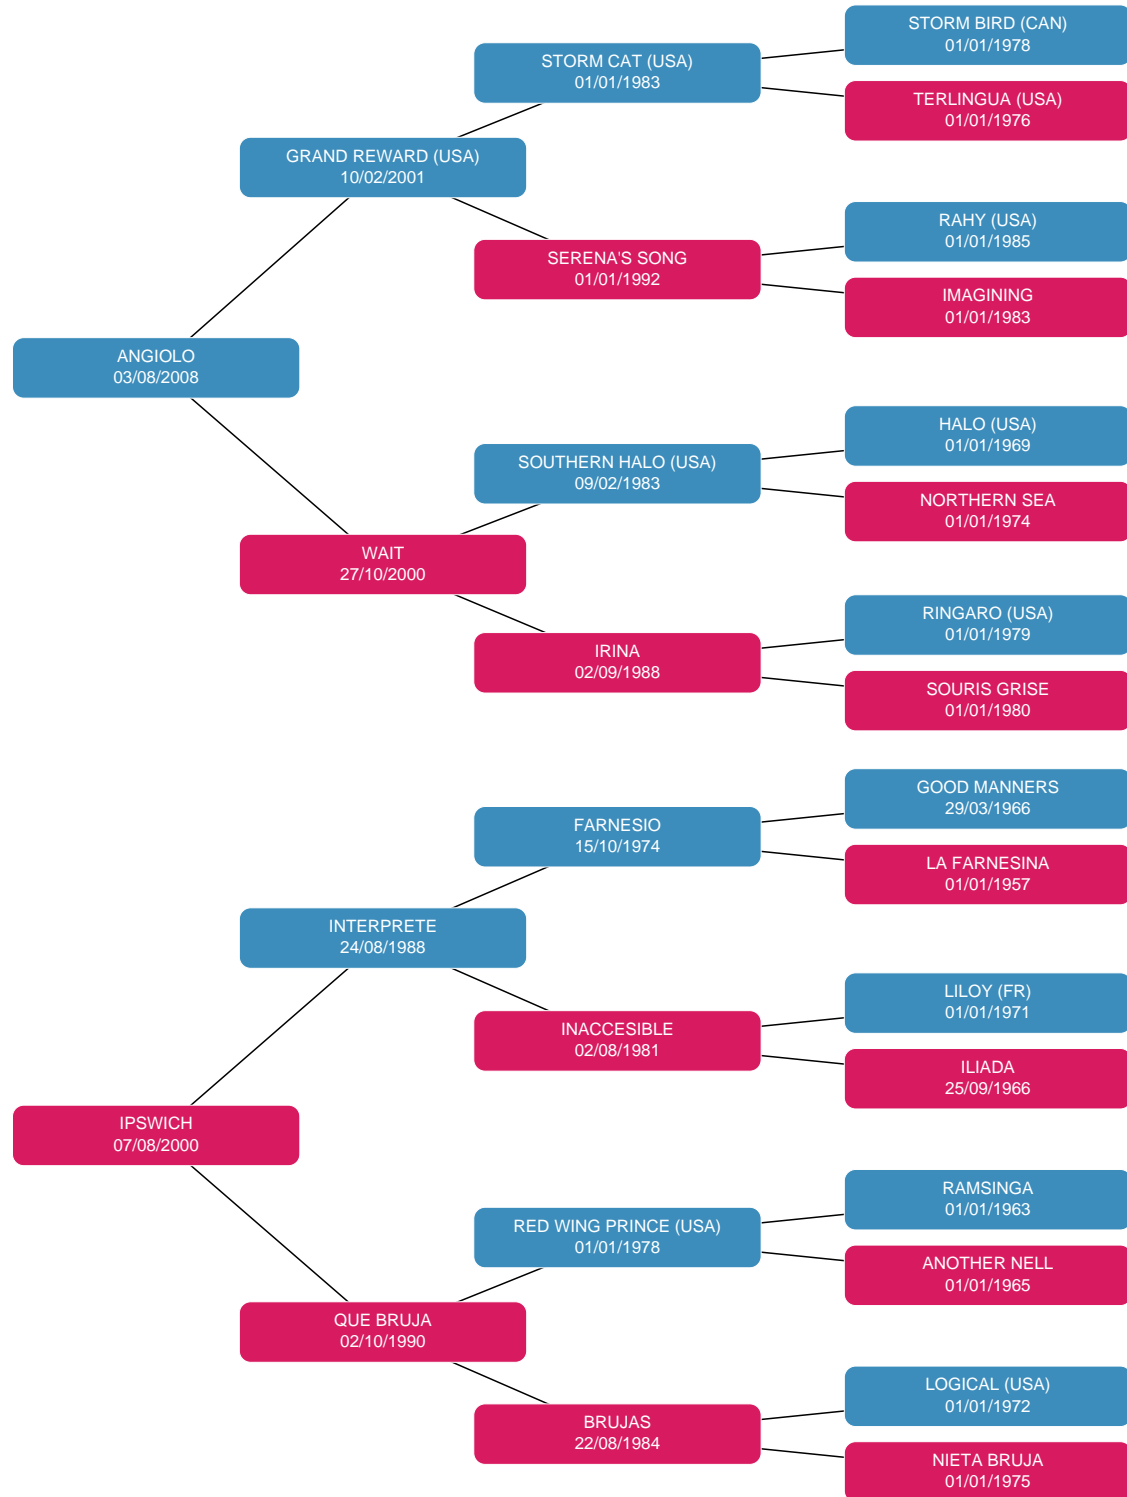 STORM BIRD (CAN)
01/01/1978
STORM CAT (USA)
01/01/1983
TERLINGUA (USA)
01/01/1976
GRAND REWARD (USA)
10/02/2001
RAHY (USA)
01/01/1985
SERENA'S SONG
01/01/1992
IMAGINING
01/01/1983
ANGIOLO
03/08/2008
HALO (USA)
01/01/1969
SOUTHERN HALO (USA)
09/02/1983
NORTHERN SEA
01/01/1974
WAIT
27/10/2000
RINGARO (USA)
01/01/1979
IRINA
02/09/1988
SOURIS GRISE
01/01/1980
GOOD MANNERS
29/03/1966
FARNESIO
15/10/1974
LA FARNESINA
01/01/1957
INTERPRETE
24/08/1988
LILOY (FR)
01/01/1971
INACCESIBLE
02/08/1981
ILIADA
25/09/1966
IPSWICH
07/08/2000
RAMSINGA
01/01/1963
RED WING PRINCE (USA)
01/01/1978
ANOTHER NELL
01/01/1965
QUE BRUJA
02/10/1990
LOGICAL (USA)
01/01/1972
BRUJAS
22/08/1984
NIETA BRUJA
01/01/1975